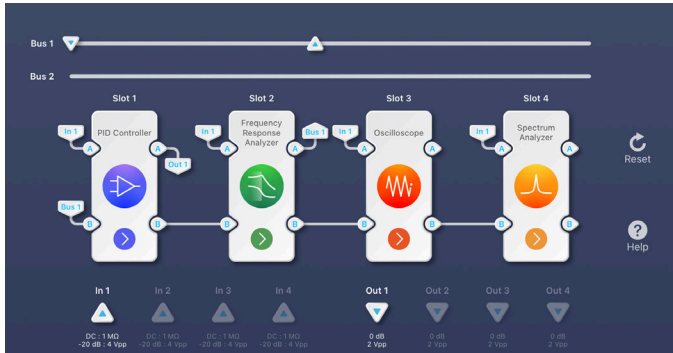 Bus 1
Bus 2
Slot 1
Slot 2
Slot 3
Slot 4
In 1
PID Controller
In 1
Frequency
Response
Analyzer
Bus 1
In 1
Oscilloscope
In 1
Spectrum
Analyzer
A
A
A
A
A
A
A
A
Out 1
Reset
Bus 1
B
B
B
B
B
B
B
B
?
Help
In 1
In 2
In 3
In 4
Out 1
Out 2
Out 3
Out 4
DC : 1 MΩ
-20 dB : 4 Vpp
DC : 1 MΩ
-20 dB : 4 Vpp
DC : 1 MΩ
-20 dB : 4 Vpp
DC : 1 MΩ
-20 dB : 4 Vpp
0 dB
2 Vpp
0 dB
2 Vpp
0 dB
2 Vpp
0 dB
2 Vpp